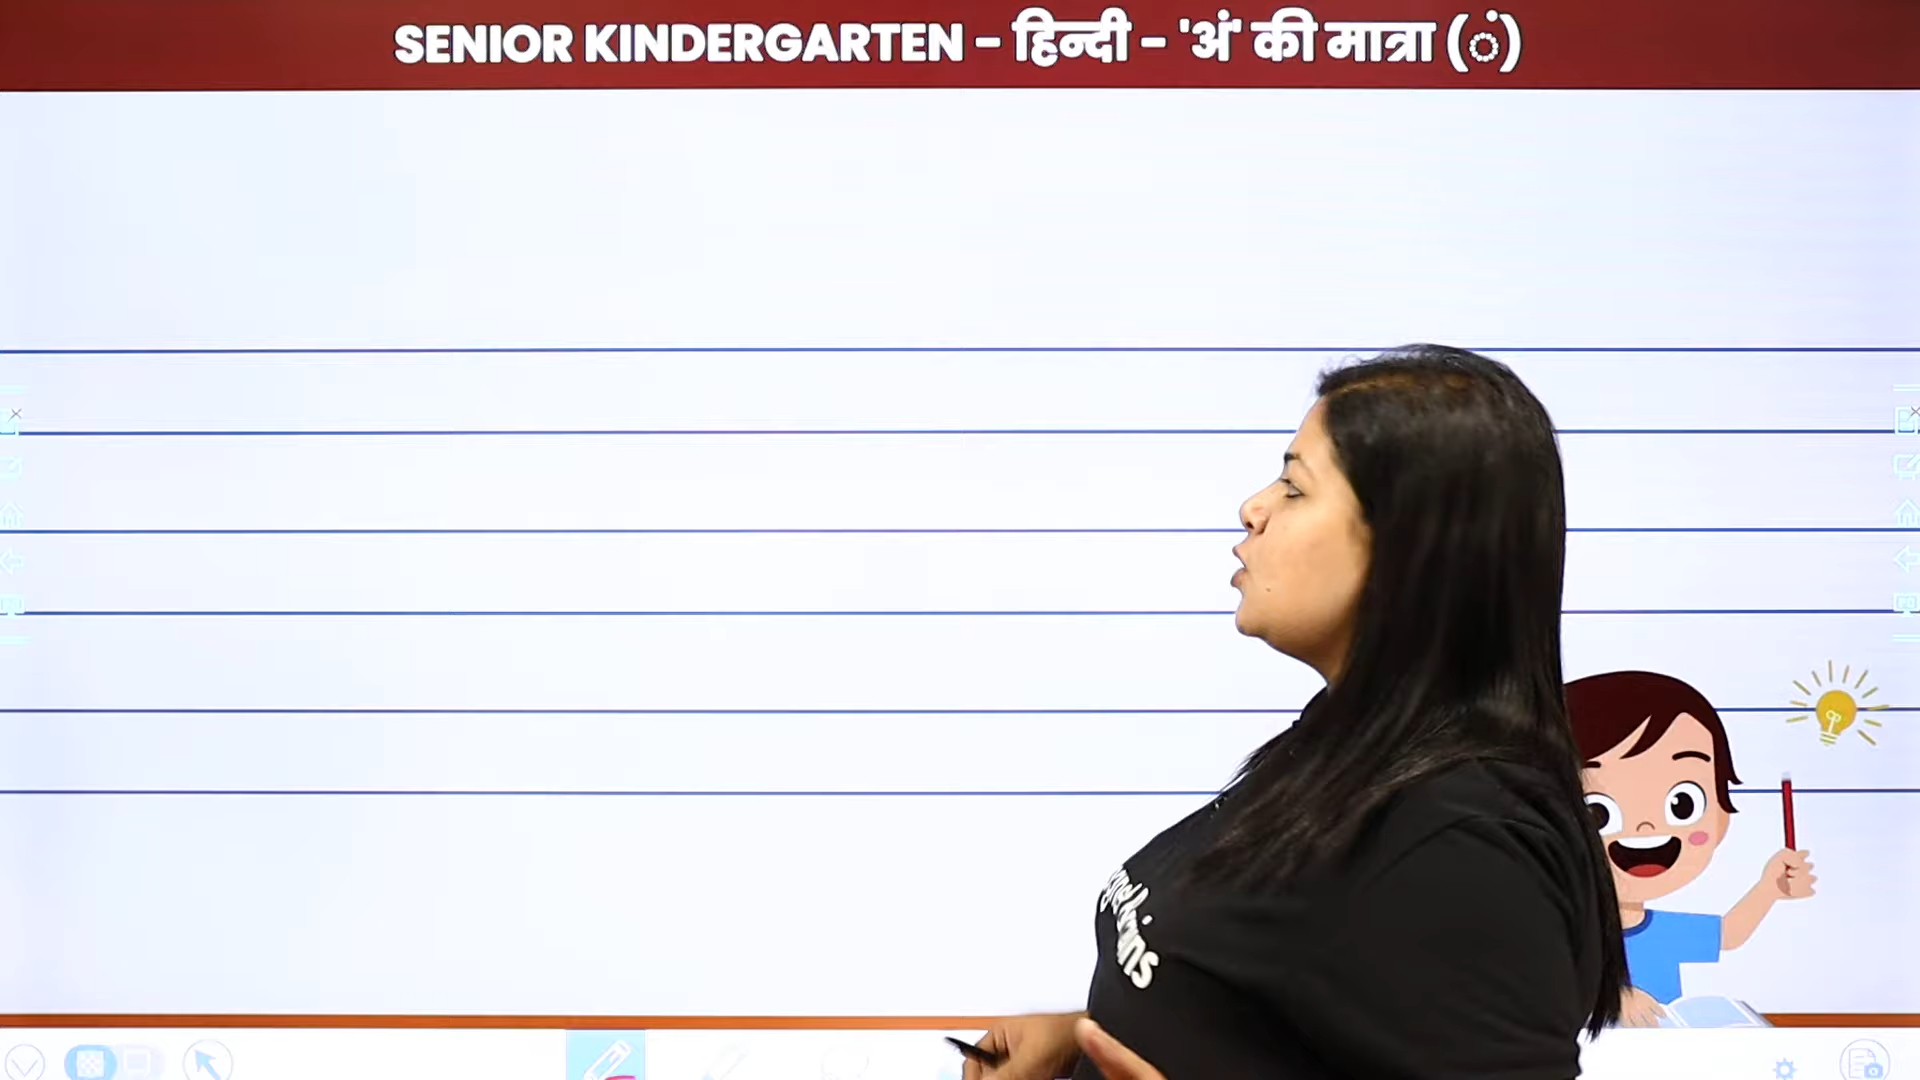 SENIOR KINDERGARTEN - हिन्दी - 'अं' की मात्रा (ं)